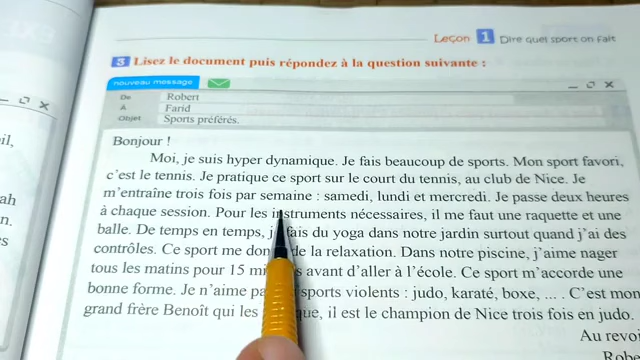 Leçon 1 Dire quel sport on fait
3 Lisez le document puis répondez à la question suivante :
nouveau message
De Robert
À Farid
Objet Sports préférés.
Bonjour !
Moi, je suis hyper dynamique. Je fais beaucoup de sports. Mon sport favori,
c'est le tennis. Je pratique ce sport sur le court du tennis, au club de Nice. Je
m'entraîne trois fois par semaine : samedi, lundi et mercredi. Je passe deux heures
à chaque session. Pour les instruments nécessaires, il me faut une raquette et une
balle. De temps en temps, fais du yoga dans notre jardin surtout quand j'ai des
contrôles. Ce sport me de la relaxation. Dans notre piscine, j'aime nager
tous les matins pour 15 avant d'aller à l'école. Ce sport m'accorde une
bonne forme. Je n'aime sports violents : judo, karaté, boxe, ... . C'est mon
grand frère Benoît qui les il est le champion de Nice trois fois en judo.
Au revoi
Robe
il,
ah
n.
s